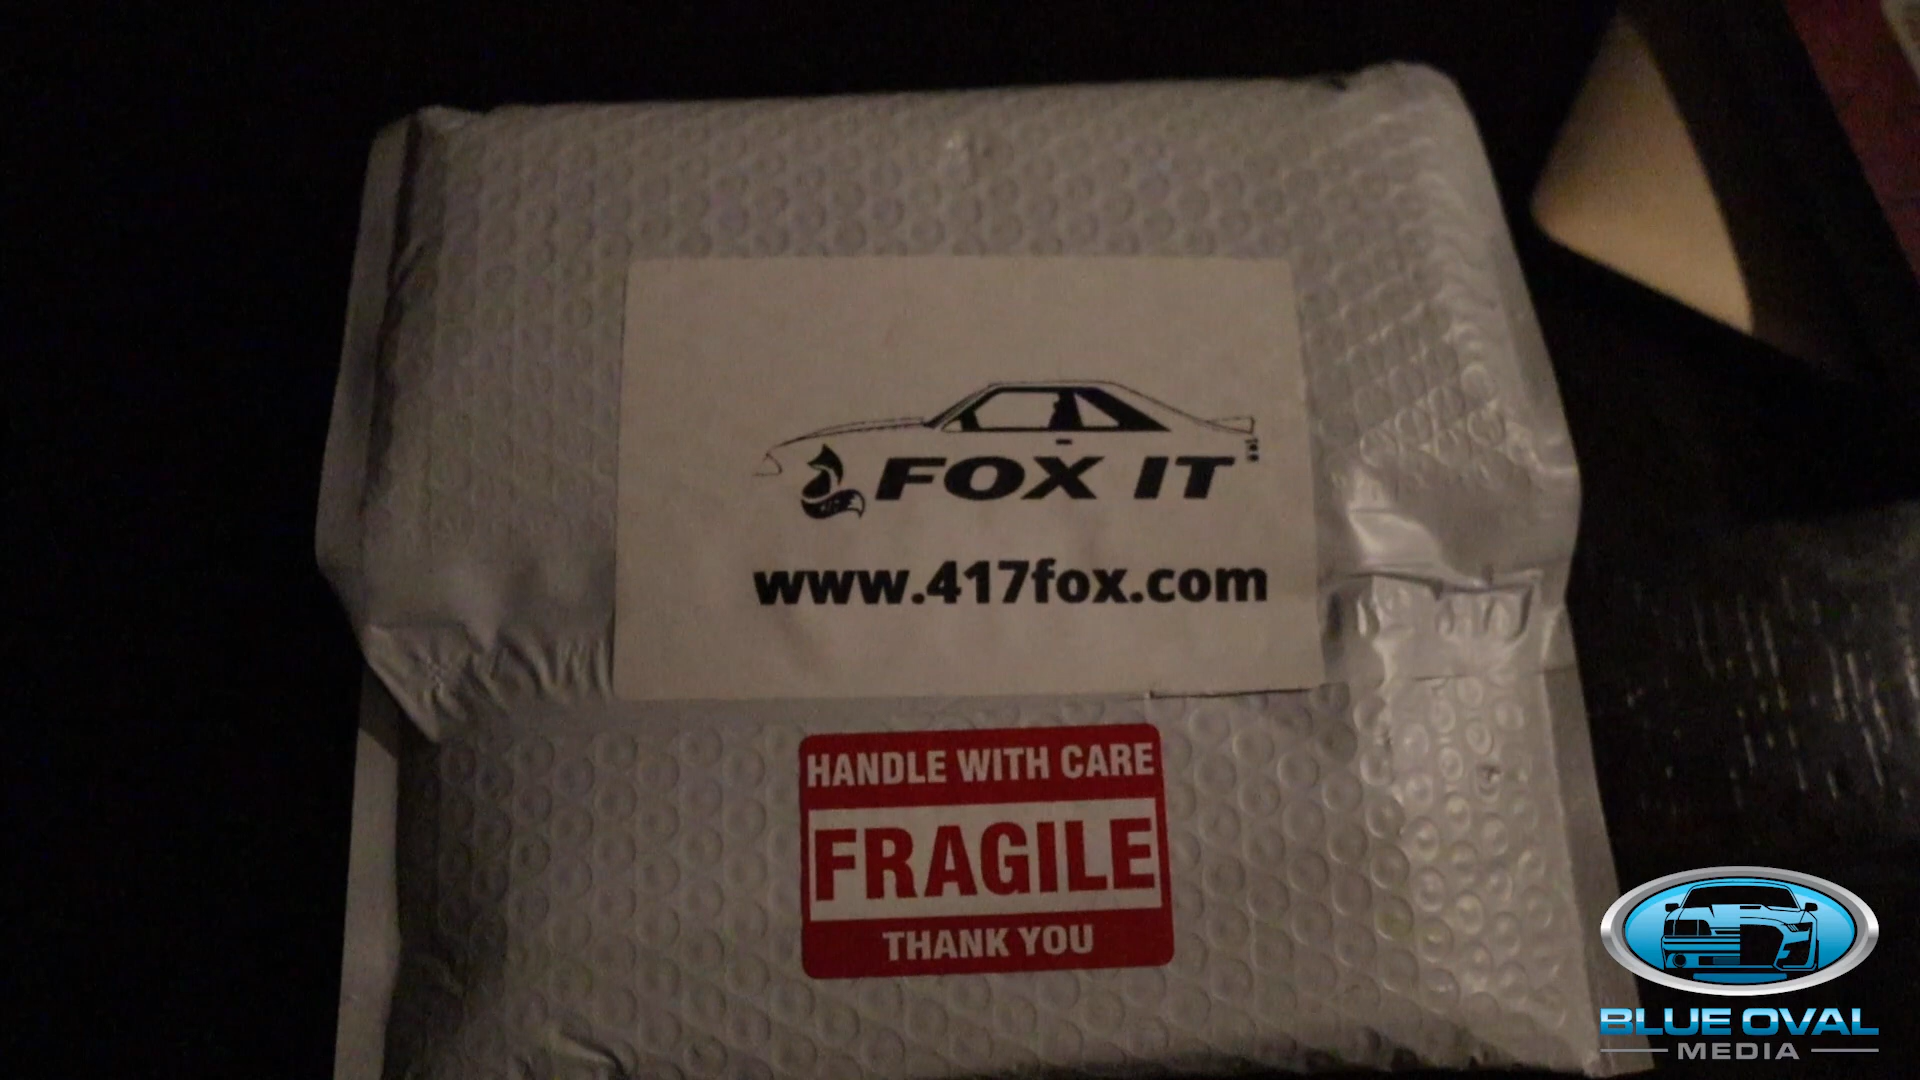 FOX IT
www.417fox.com
HANDLE WITH CARE
FRAGILE
THANK YOU
BLUE OVAL
MEDIA